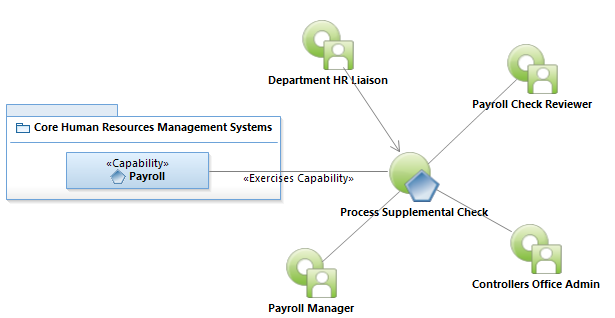 Department HR Liaison
Payroll Check Reviewer
Core Human Resources Management Systems
«Capability»
Payroll
«Exercises Capability»
Process Supplemental Check
Controllers Office Admin
Payroll Manager